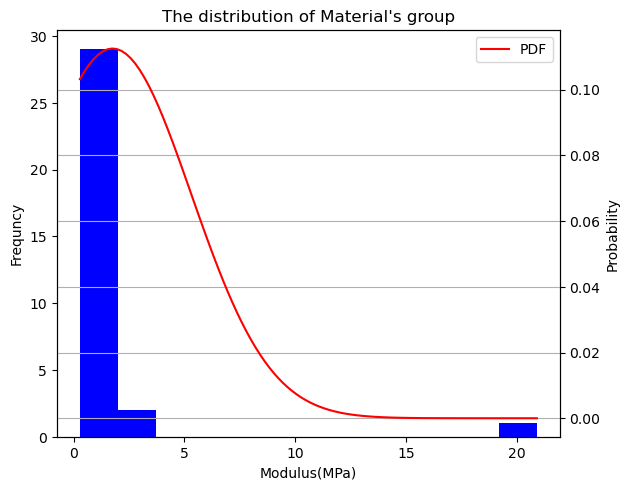 The distribution of Material's group
PDF
30
25
20
15
10
5
0
Frequncy
0.10
0.08
0.06
0.04
0.02
0.00
Probability
0 5 10 15 20
Modulus(MPa)